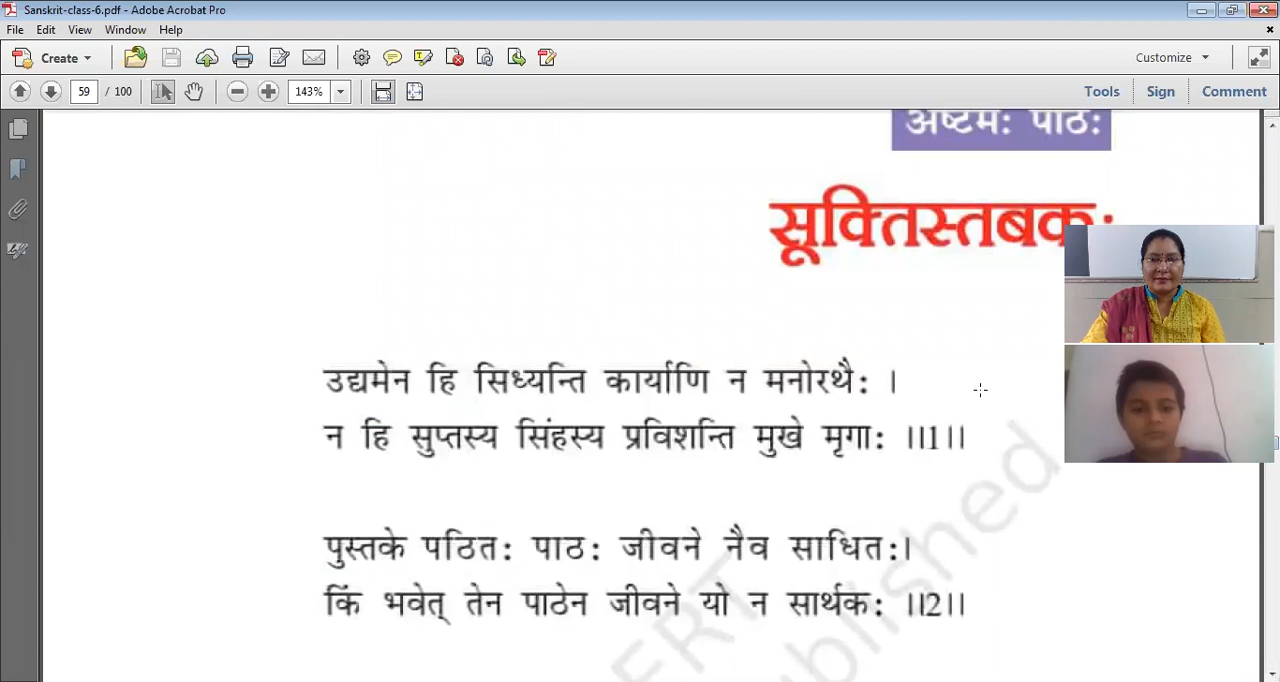 Sanskrit-class-6.pdf - Adobe Acrobat Pro
File Edit View Window Help
Create Customize
59 / 100 143% Tools Sign Comment
अष्टमः पाठः
सूक्तिस्तबकः
उद्यमेन हि सिध्यन्ति कार्याणि न मनोरथैः ।
न हि सुप्तस्य सिंहस्य प्रविशन्ति मुखे मृगाः ।।1।।
पुस्तके पठितः पाठः जीवने नैव साधितः।
किं भवेत् तेन पाठेन जीवने यो न सार्थकः ।।2।।
ERT
ublished